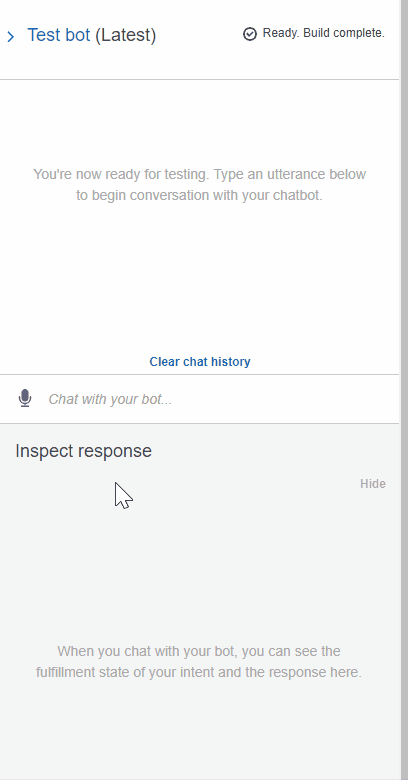 Test bot (Latest)
Ready. Build complete.
You're now ready for testing. Type an utterance below
to begin conversation with your chatbot.
Clear chat history
Chat with your bot...
Inspect response
Hide
When you chat with your bot, you can see the
fulfillment state of your intent and the response here.